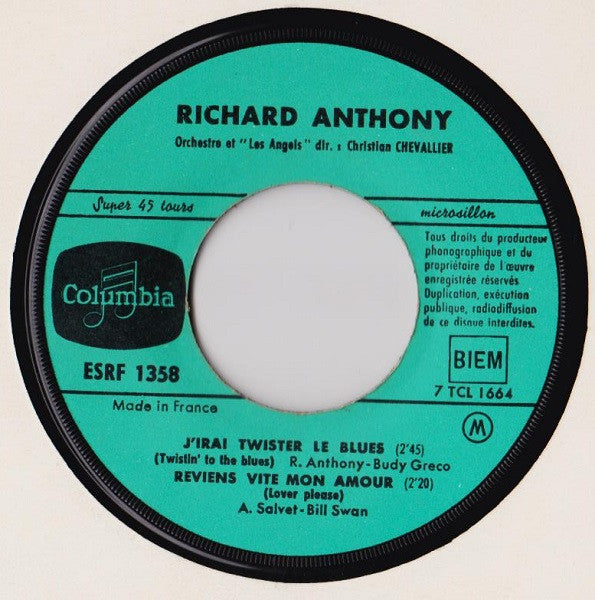 RICHARD ANTHONY
Orchestre et "Les Angels" dir. : Christian CHEVALLIER
Super 45 tours
microsillon
Columbia
ESRF 1358
Made in France
Tous droits du producteur
phonographique et du
propriétaire de l'œuvre
enregistrée réservés
Duplication, exécution
publique, radiodiffusion
de ce disque interdites.
BIEM
7 TCL 1664
M
J'IRAI TWISTER LE BLUES (2'45)
(Twistin' to the blues) R. Anthony-Budy Greco
REVIENS VITE MON AMOUR (2'20)
(Lover please)
A. Salvet-Bill Swan